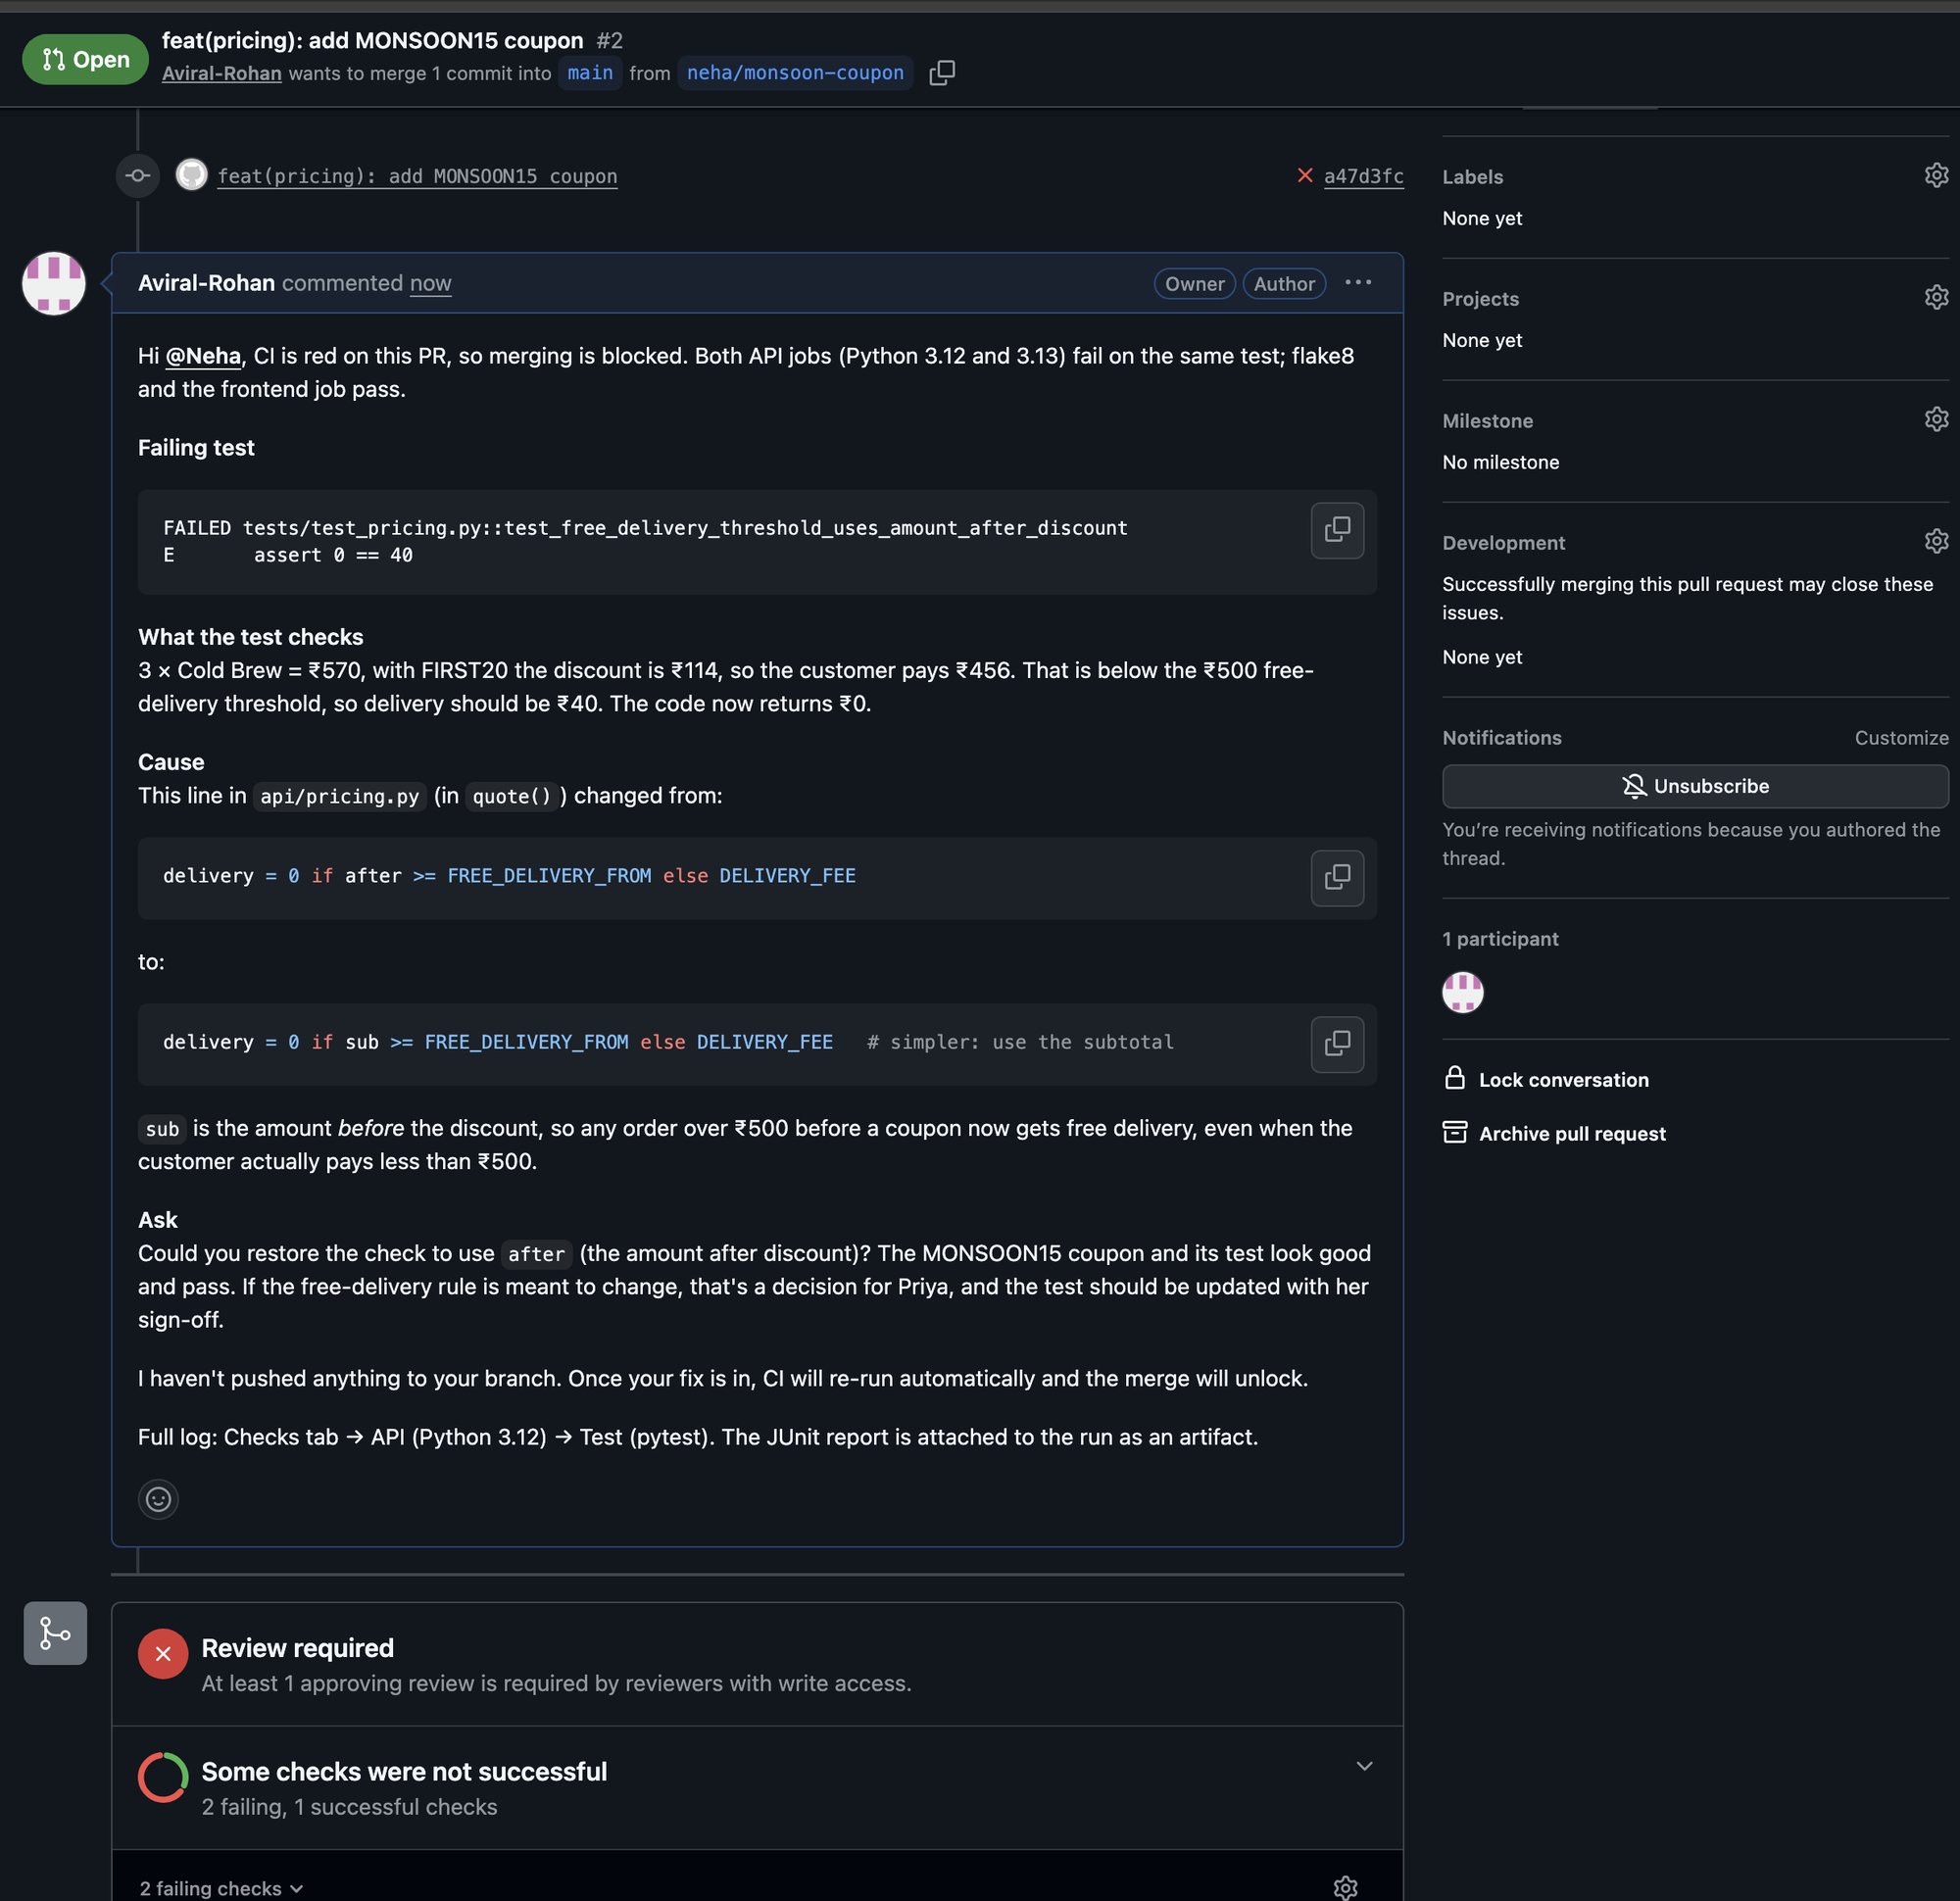 Open
feat(pricing): add MONSOON15 coupon #2
Aviral-Rohan wants to merge 1 commit into main from neha/monsoon-coupon
feat(pricing): add MONSOON15 coupon
a47d3fc
Aviral-Rohan commented now
Owner
Author
Hi @Neha, CI is red on this PR, so merging is blocked. Both API jobs (Python 3.12 and 3.13) fail on the same test; flake8
and the frontend job pass.
Failing test
FAILED tests/test_pricing.py::test_free_delivery_threshold_uses_amount_after_discount
E       assert 0 == 40
What the test checks
3 × Cold Brew = ₹570, with FIRST20 the discount is ₹114, so the customer pays ₹456. That is below the ₹500 free-
delivery threshold, so delivery should be ₹40. The code now returns ₹0.
Cause
This line in api/pricing.py (in quote() ) changed from:
delivery = 0 if after >= FREE_DELIVERY_FROM else DELIVERY_FEE
to:
delivery = 0 if sub >= FREE_DELIVERY_FROM else DELIVERY_FEE   # simpler: use the subtotal
sub is the amount before the discount, so any order over ₹500 before a coupon now gets free delivery, even when the
customer actually pays less than ₹500.
Ask
Could you restore the check to use after (the amount after discount)? The MONSOON15 coupon and its test look good
and pass. If the free-delivery rule is meant to change, that's a decision for Priya, and the test should be updated with her
sign-off.
I haven't pushed anything to your branch. Once your fix is in, CI will re-run automatically and the merge will unlock.
Full log: Checks tab → API (Python 3.12) → Test (pytest). The JUnit report is attached to the run as an artifact.
Review required
At least 1 approving review is required by reviewers with write access.
Some checks were not successful
2 failing, 1 successful checks
2 failing checks
Labels
None yet
Projects
None yet
Milestone
No milestone
Development
Successfully merging this pull request may close these
issues.
None yet
Notifications
Customize
Unsubscribe
You're receiving notifications because you authored the
thread.
1 participant
Lock conversation
Archive pull request